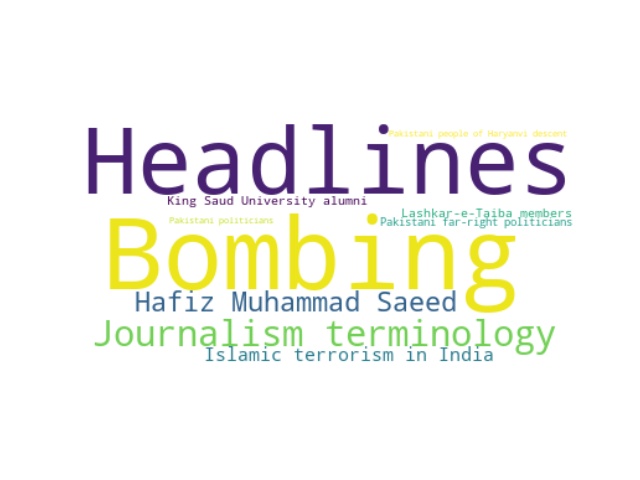 Pakistani people of Haryanvi descent
Headlines
King Saud University alumni
Lashkar-e-Taiba members
Pakistani politicians
Pakistani far-right politicians
Bombing
Hafiz Muhammad Saeed
Journalism terminology
Islamic terrorism in India